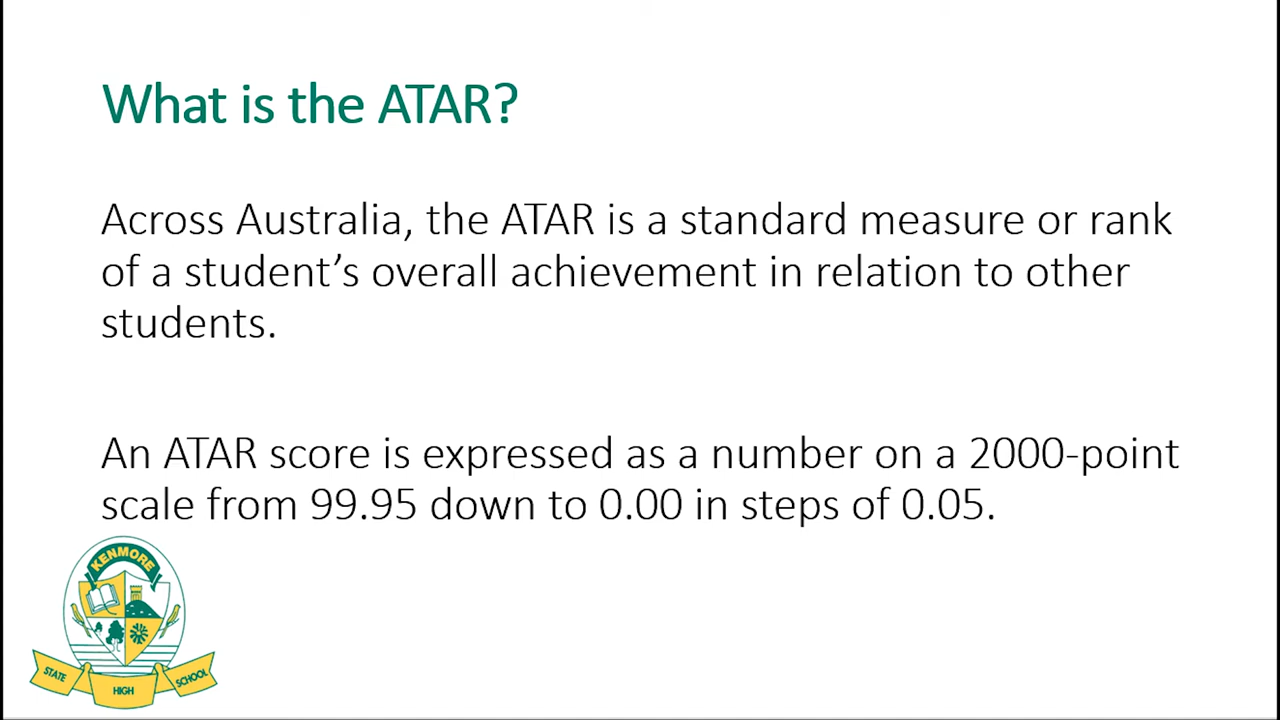 What is the ATAR?
Across Australia, the ATAR is a standard measure or rank
of a student’s overall achievement in relation to other
students.
An ATAR score is expressed as a number on a 2000-point
scale from 99.95 down to 0.00 in steps of 0.05.
KENMORE
STATE
HIGH
SCHOOL